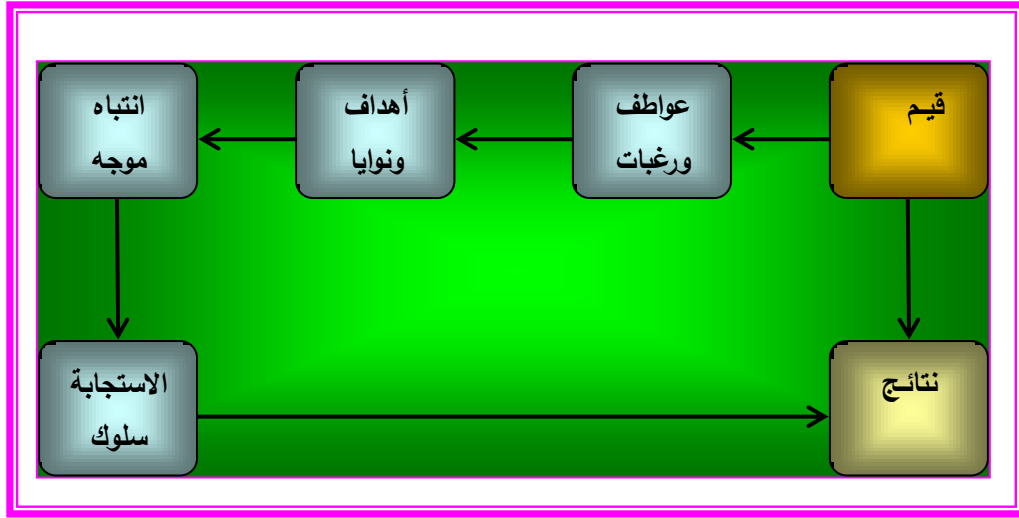 قيـم
عواطف
ورغبات
أهداف
ونوايا
انتباه
موجه
الاستجابة
سلوك
نتائـج